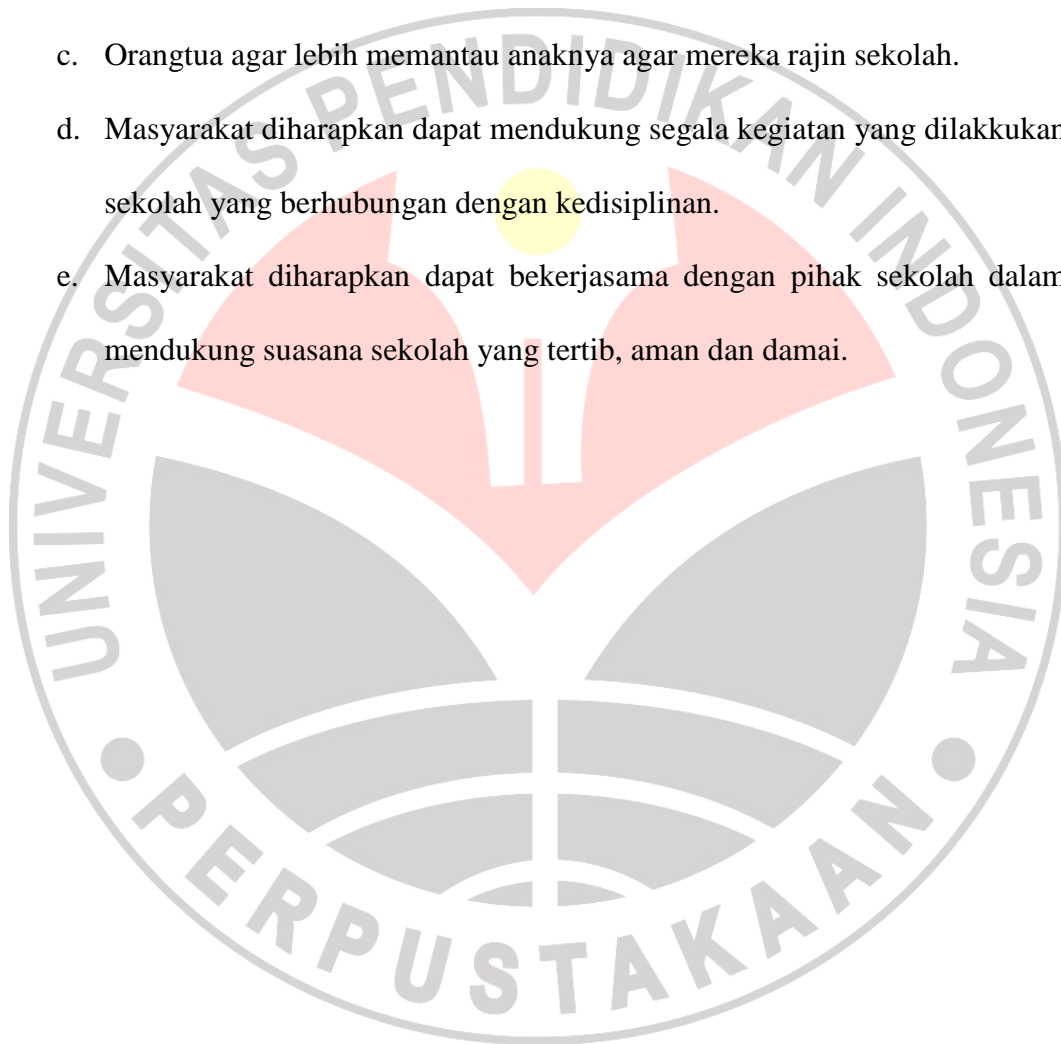 c. Orangtua agar lebih memantau anaknya agar mereka rajin sekolah.
d. Masyarakat diharapkan dapat mendukung segala kegiatan yang dilakkukan
sekolah yang berhubungan dengan kedisiplinan.
e. Masyarakat diharapkan dapat bekerjasama dengan pihak sekolah dalam
mendukung suasana sekolah yang tertib, aman dan damai.
UNIVERSITAS PENDIDIKAN INDONESIA
PERPUSTAKAAN